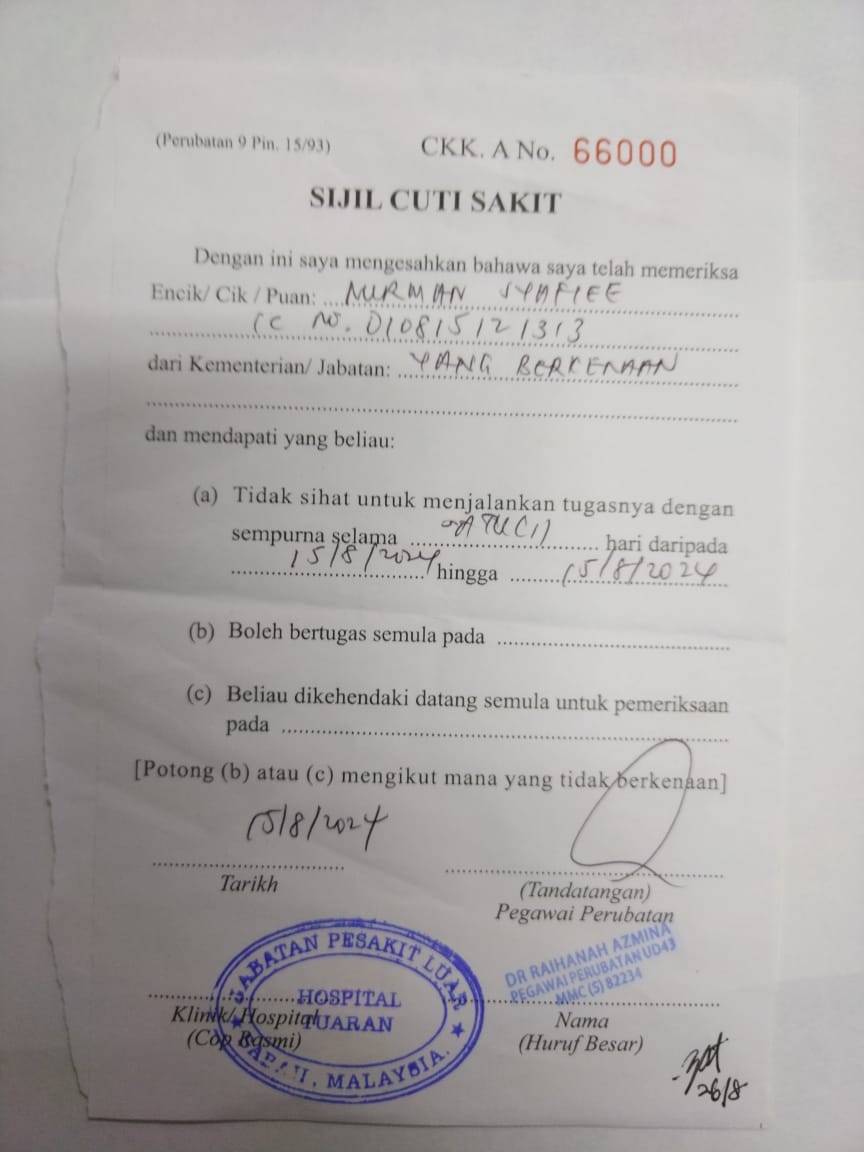 (Perubatan 9 Pin. 15/93)
CKK. A No. 66000
SIJIL CUTI SAKIT
Dengan ini saya mengesahkan bahawa saya telah memeriksa
Encik/ Cik / Puan: NURMAN SYAFIEE
IC NO. 010815121313
dari Kementerian/ Jabatan: YANG BERKENAAN
dan mendapati yang beliau:
(a) Tidak sihat untuk menjalankan tugasnya dengan
sempurna selama SATU (1) hari daripada
15/8/2024 hingga 15/8/2024
(b) Boleh bertugas semula pada
(c) Beliau dikehendaki datang semula untuk pemeriksaan
pada
[Potong (b) atau (c) mengikut mana yang tidak berkenaan]
15/8/2024
Tarikh
(Tandatangan)
Pegawai Perubatan
JABATAN PESAKIT LUAR
HOSPITAL
TUARAN
MALAYSIA.
Klinik/ Hospital
(Cop Rasmi)
DR RAIHANAH AZMINA
PEGAWAI PERUBATAN UD43
MMC (S) 82234
Nama
(Huruf Besar)
26/8